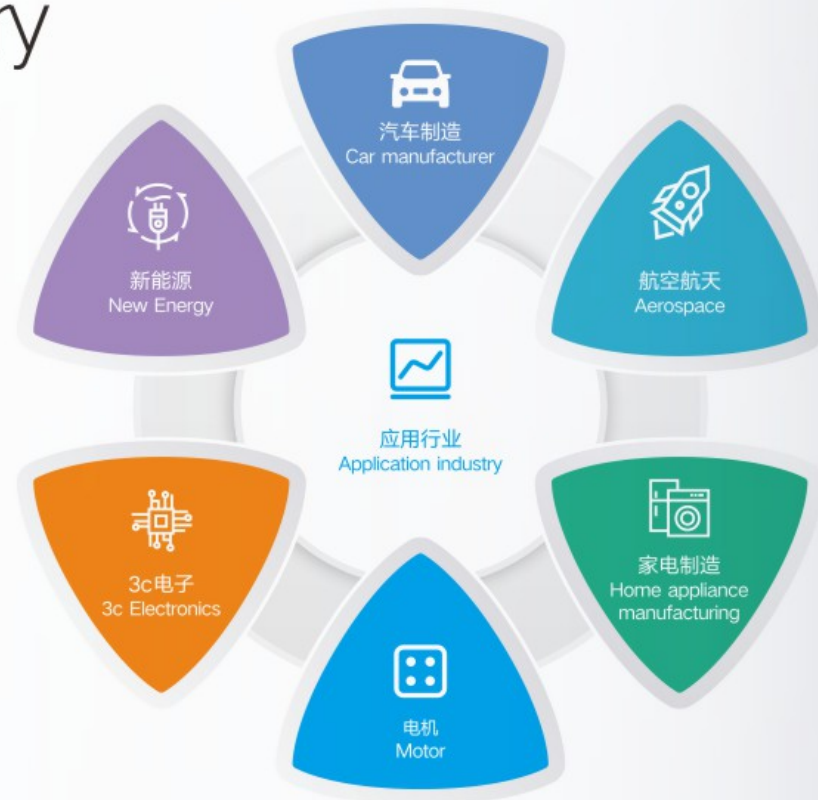 汽车制造
Car manufacturer
新能源
New Energy
航空航天
Aerospace
应用行业
Application industry
3c电子
3c Electronics
家电制造
Home appliance
manufacturing
电机
Motor